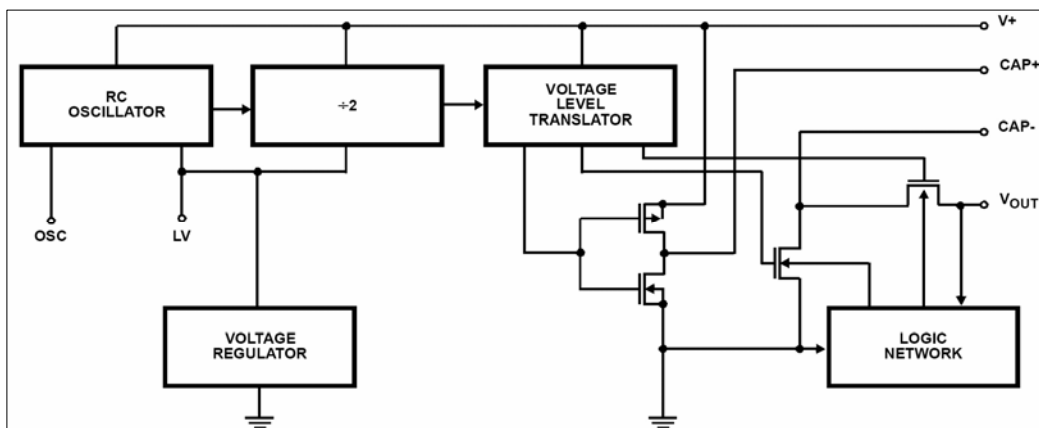 V+
RC
OSCILLATOR
÷2
VOLTAGE
LEVEL
TRANSLATOR
CAP+
CAP-
OSC
LV
VOUT
VOLTAGE
REGULATOR
LOGIC
NETWORK